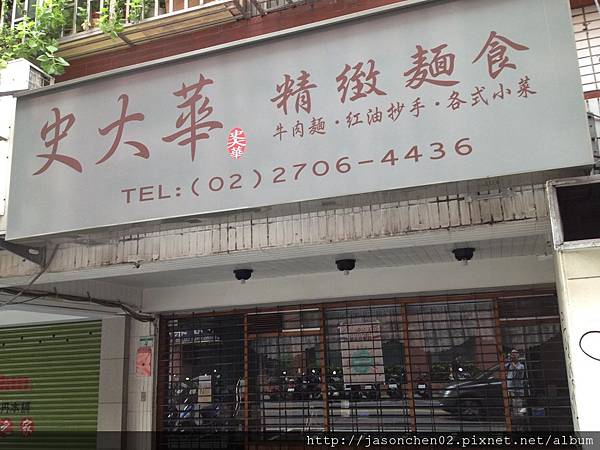 史大華 精緻麵食
史大華
牛肉麵・紅油抄手・各式小菜
TEL:(02)2706-4436
http://jasonchen02.pixnet.net/album